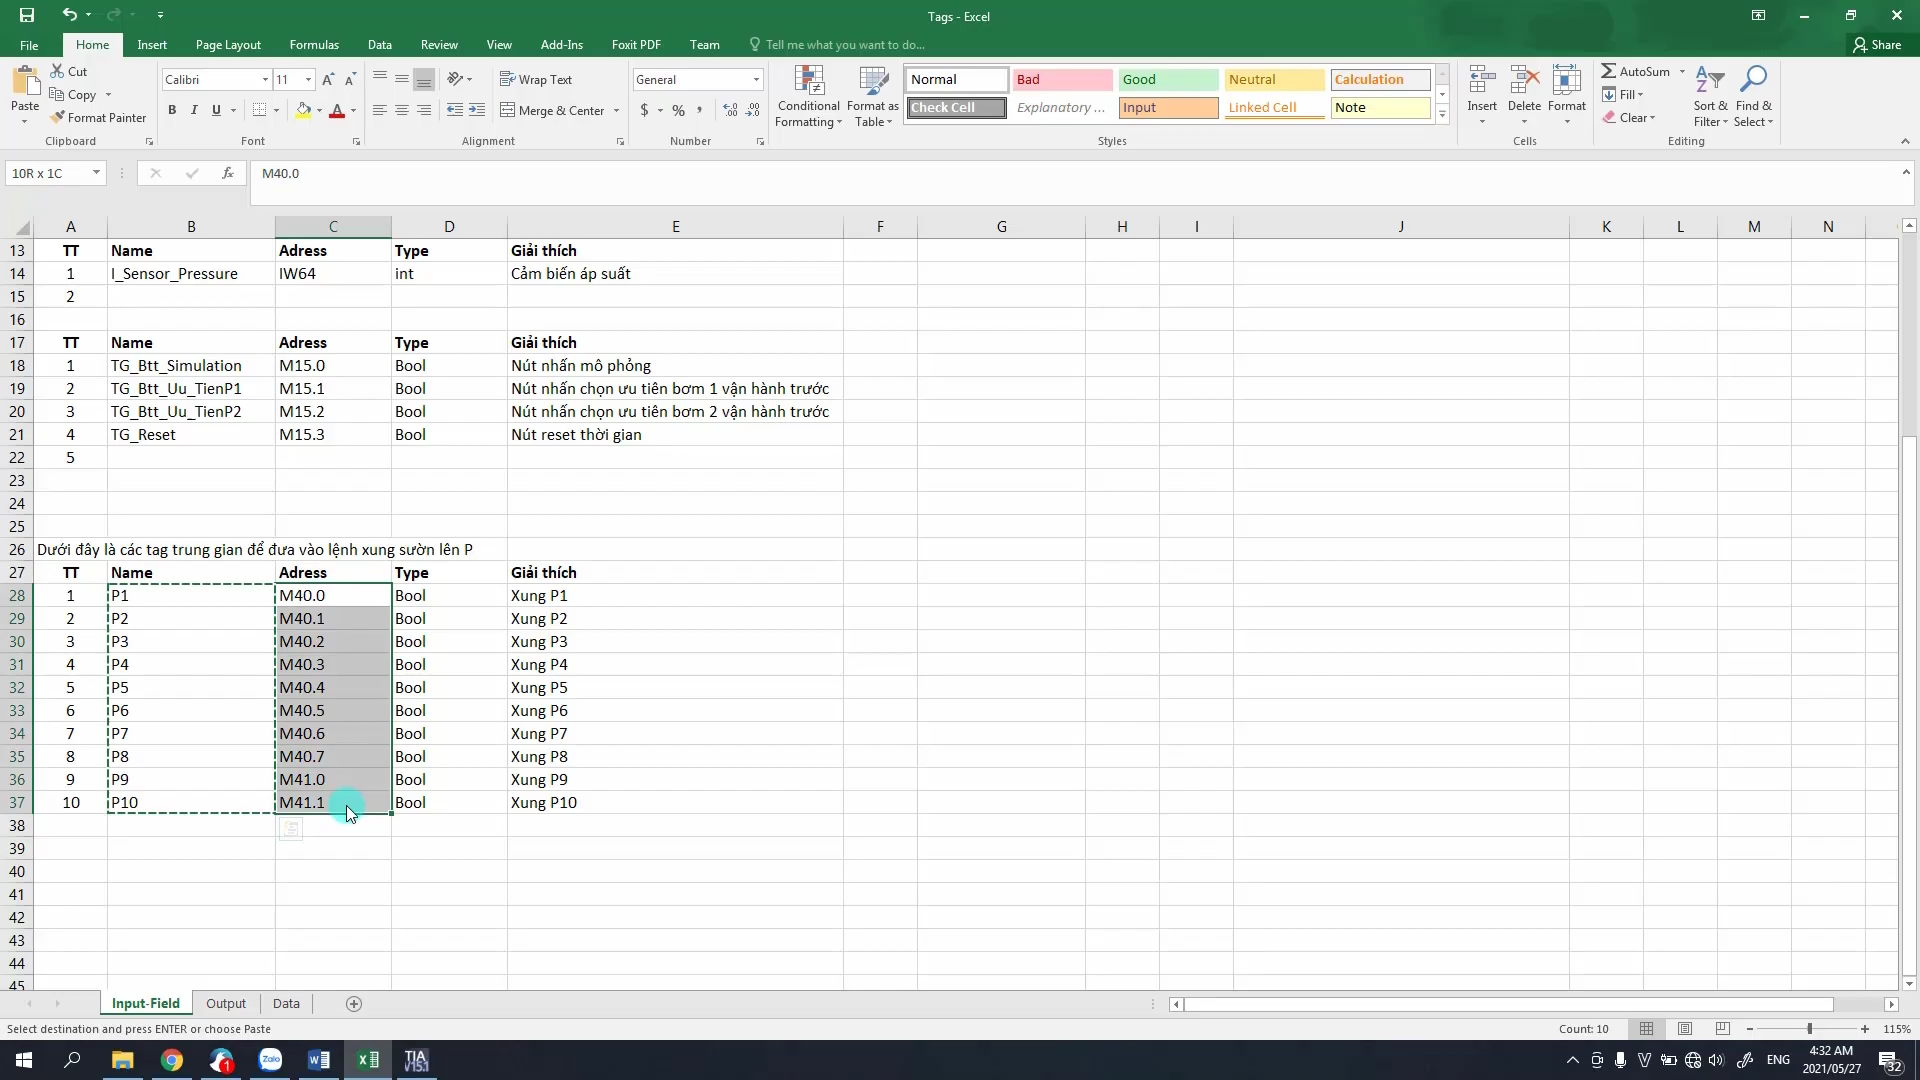 Tags - Excel
File Home Insert Page Layout Formulas Data Review View Add-Ins Foxit PDF Team Tell me what you want to do... Share
Paste Cut Copy Format Painter Clipboard
Calibri 11 B I U A Font
Wrap Text Merge & Center Alignment
General $ % , Number
Conditional Formatting Format as Table
Normal Bad Good Neutral Calculation
Check Cell Explanatory ... Input Linked Cell Note
Styles
Insert Delete Format Cells
AutoSum Fill Clear Sort & Filter Find & Select Editing
10R x 1C fx M40.0
A B C D E F G H I J K L M N
13 TT Name Adress Type Giải thích
14 1 I_Sensor_Pressure IW64 int Cảm biến áp suất
15 2
16
17 TT Name Adress Type Giải thích
18 1 TG_Btt_Simulation M15.0 Bool Nút nhấn mô phỏng
19 2 TG_Btt_Uu_TienP1 M15.1 Bool Nút nhấn chọn ưu tiên bơm 1 vận hành trước
20 3 TG_Btt_Uu_TienP2 M15.2 Bool Nút nhấn chọn ưu tiên bơm 2 vận hành trước
21 4 TG_Reset M15.3 Bool Nút reset thời gian
22 5
23
24
25
26 Dưới đây là các tag trung gian để đưa vào lệnh xung sườn lên P
27 TT Name Adress Type Giải thích
28 1 P1 M40.0 Bool Xung P1
29 2 P2 M40.1 Bool Xung P2
30 3 P3 M40.2 Bool Xung P3
31 4 P4 M40.3 Bool Xung P4
32 5 P5 M40.4 Bool Xung P5
33 6 P6 M40.5 Bool Xung P6
34 7 P7 M40.6 Bool Xung P7
35 8 P8 M40.7 Bool Xung P8
36 9 P9 M41.0 Bool Xung P9
37 10 P10 M41.1 Bool Xung P10
38
39
40
41
42
43
44
45
Input-Field Output Data
Select destination and press ENTER or choose Paste Count: 10 115%
Zalo TIA V15.1 ENG 4:32 AM
2021/05/27 32